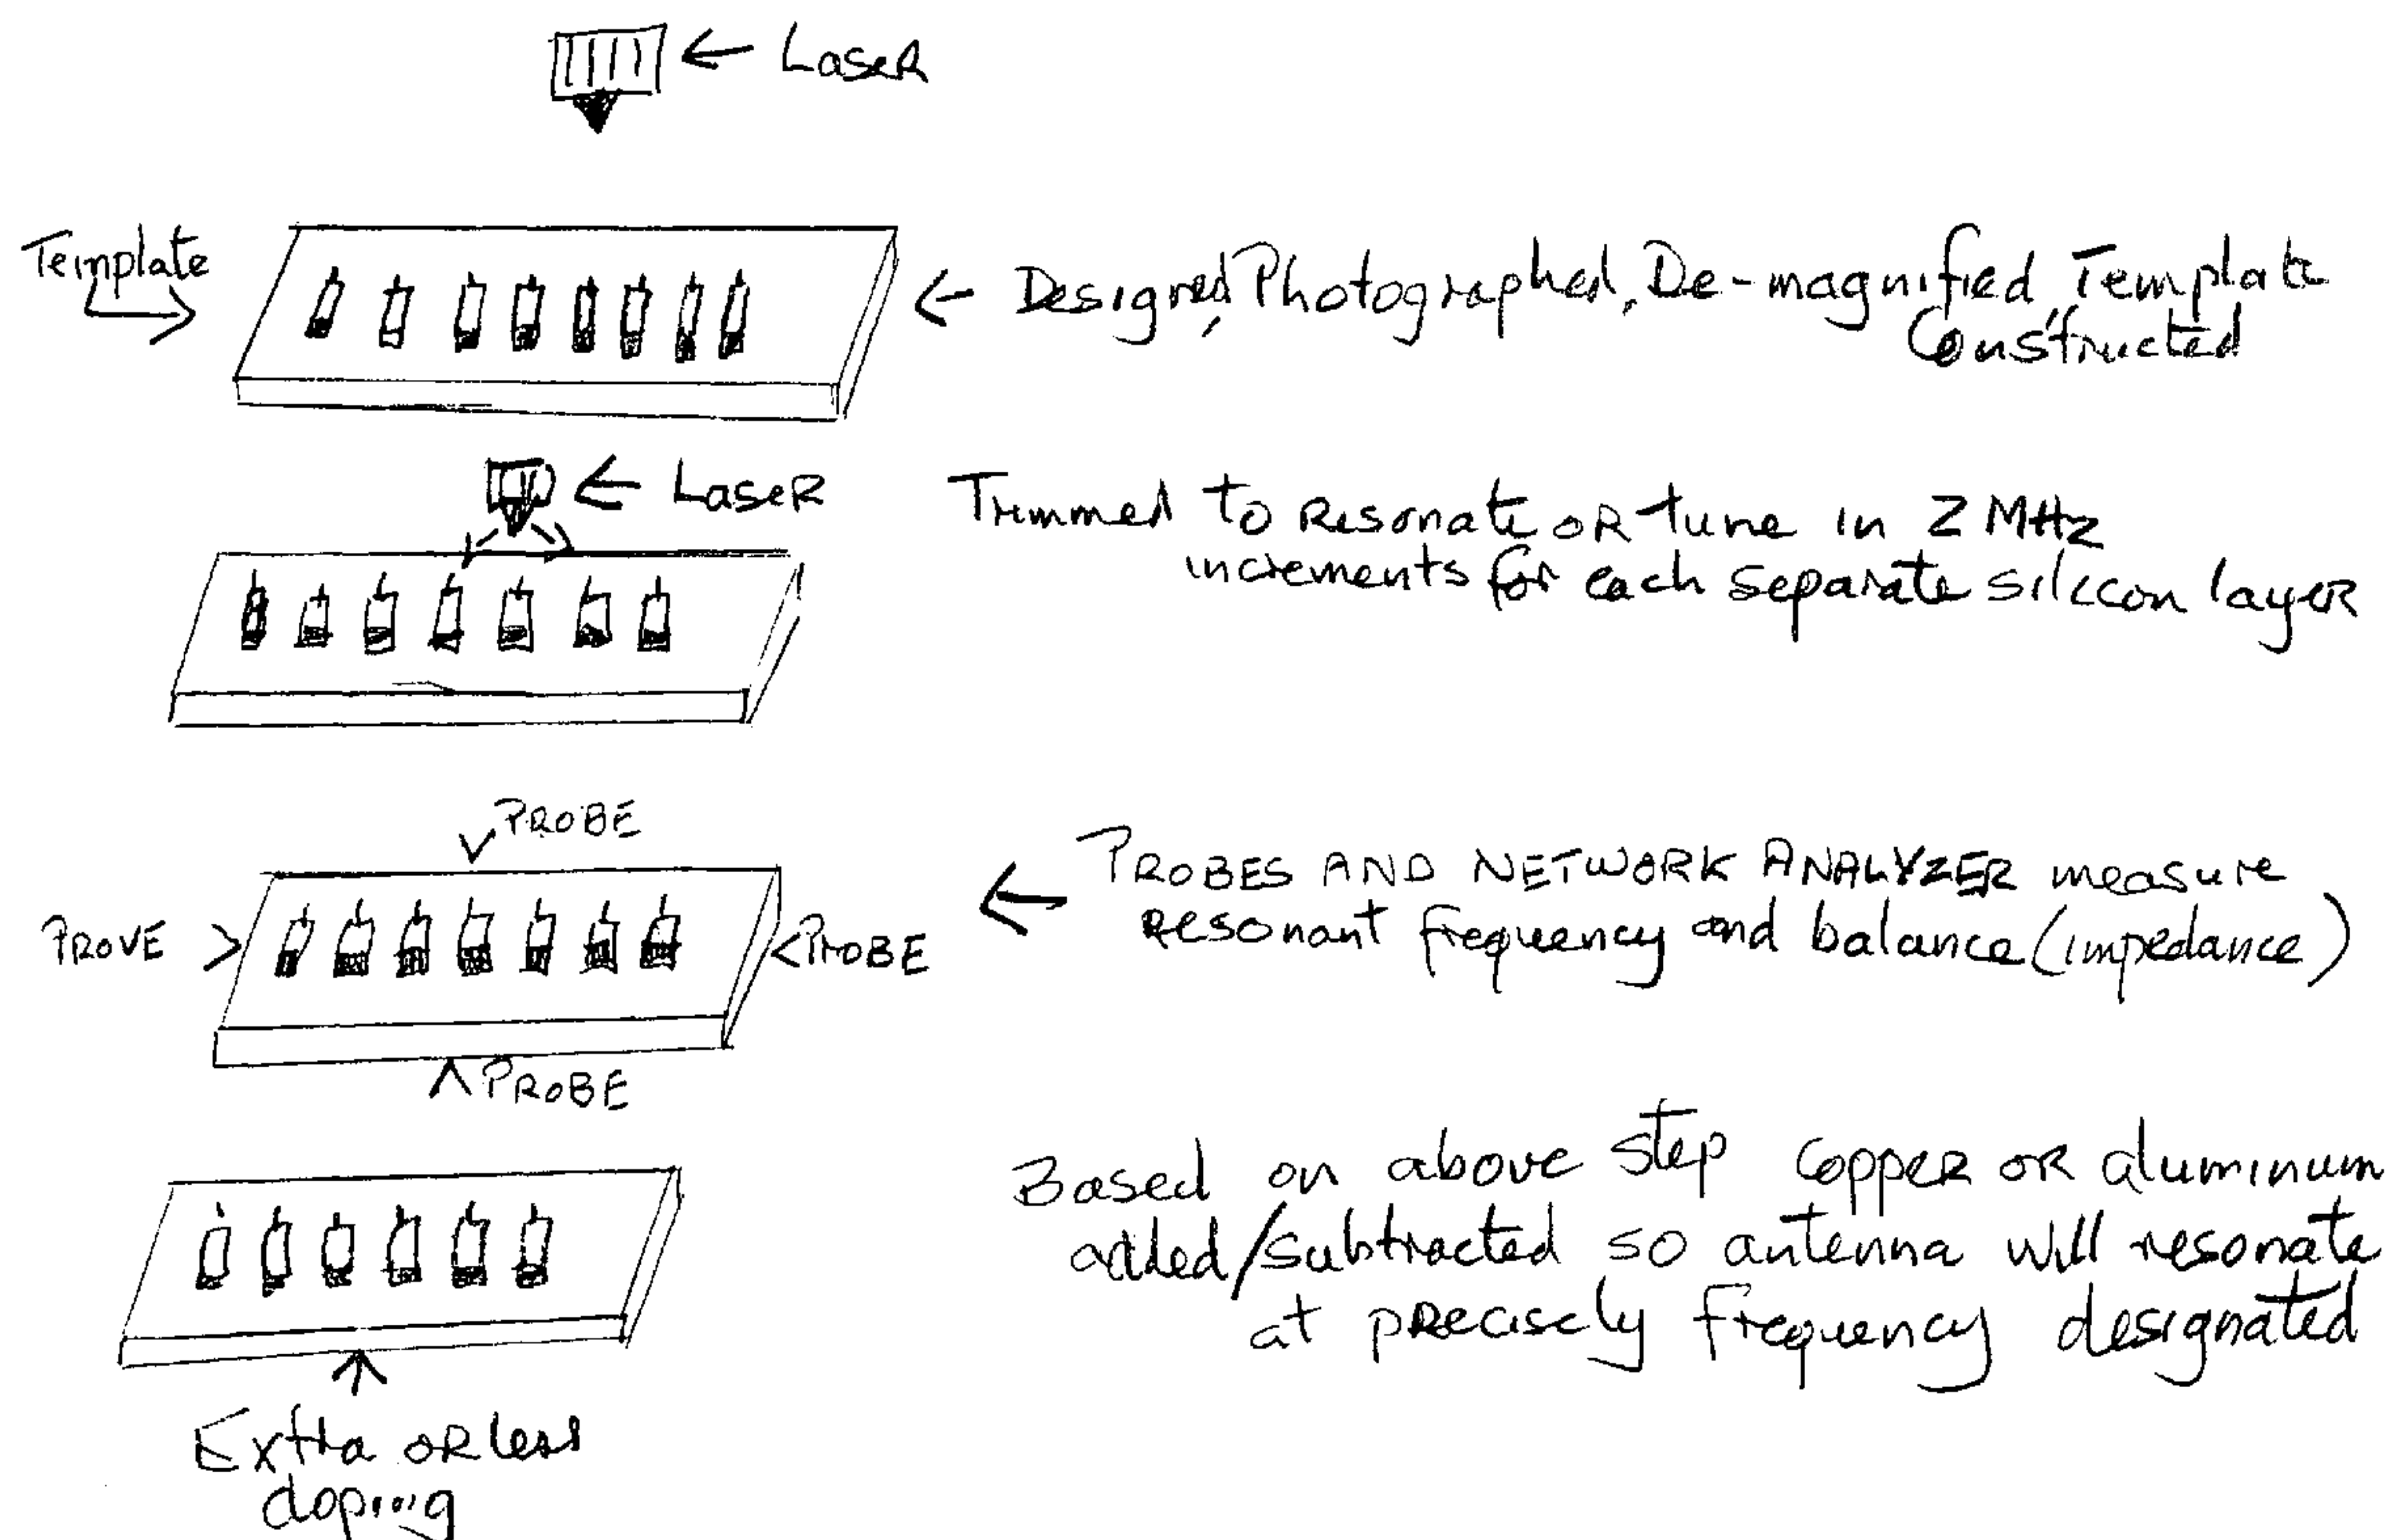 Laser
Template
Designed, Photographed, De-magnified, Template
Constructed
Laser
Trimmed to Resonate OR tune in 2 MHz
increments for each separate silicon layer
PROBE
PROVE
PROBE
PROBES AND NETWORK ANALYZER measure
resonant frequency and balance (impedance)
PROBE
Based on above step copper or aluminum
added/subtracted so antenna will resonate
at precisely frequency designated
Extra or less
doping